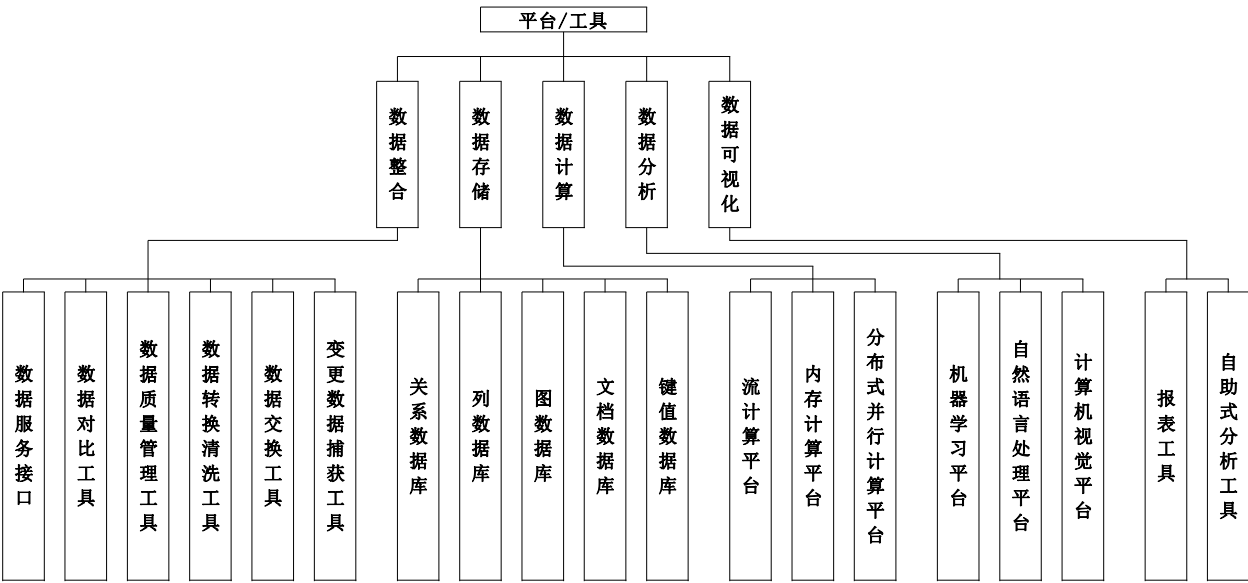 平台/工具
数据整合
数据存储
数据计算
数据分析
数据可视化
数据服务接口
数据对比工具
数据质量管理工具
数据转换清洗工具
数据交换工具
变更数据捕获工具
关系数据库
列数据库
图数据库
文档数据库
键值数据库
流计算平台
内存计算平台
分布式并行计算平台
机器学习平台
自然语言处理平台
计算机视觉平台
报表工具
自助式分析工具